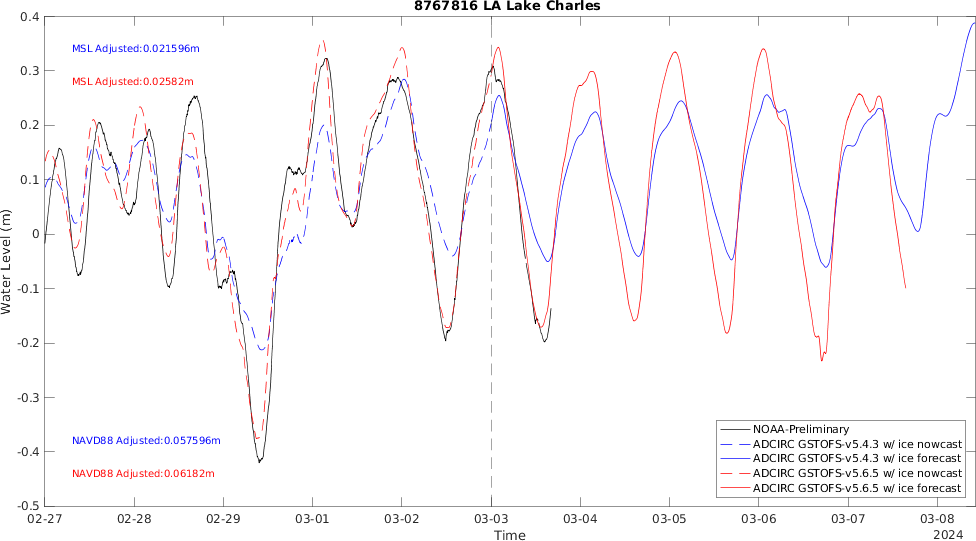 8767816 LA Lake Charles
0.4
0.3
0.2
0.1
0
-0.1
-0.2
-0.3
-0.4
-0.5
Water Level (m)
MSL Adjusted:0.021596m
MSL Adjusted:0.02582m
NAVD88 Adjusted:0.057596m
NAVD88 Adjusted:0.06182m
NOAA-Preliminary
ADCIRC GSTOFS-v5.4.3 w/ ice nowcast
ADCIRC GSTOFS-v5.4.3 w/ ice forecast
ADCIRC GSTOFS-v5.6.5 w/ ice nowcast
ADCIRC GSTOFS-v5.6.5 w/ ice forecast
02-27 02-28 02-29 03-01 03-02 03-03 03-04 03-05 03-06 03-07 03-08
Time
2024